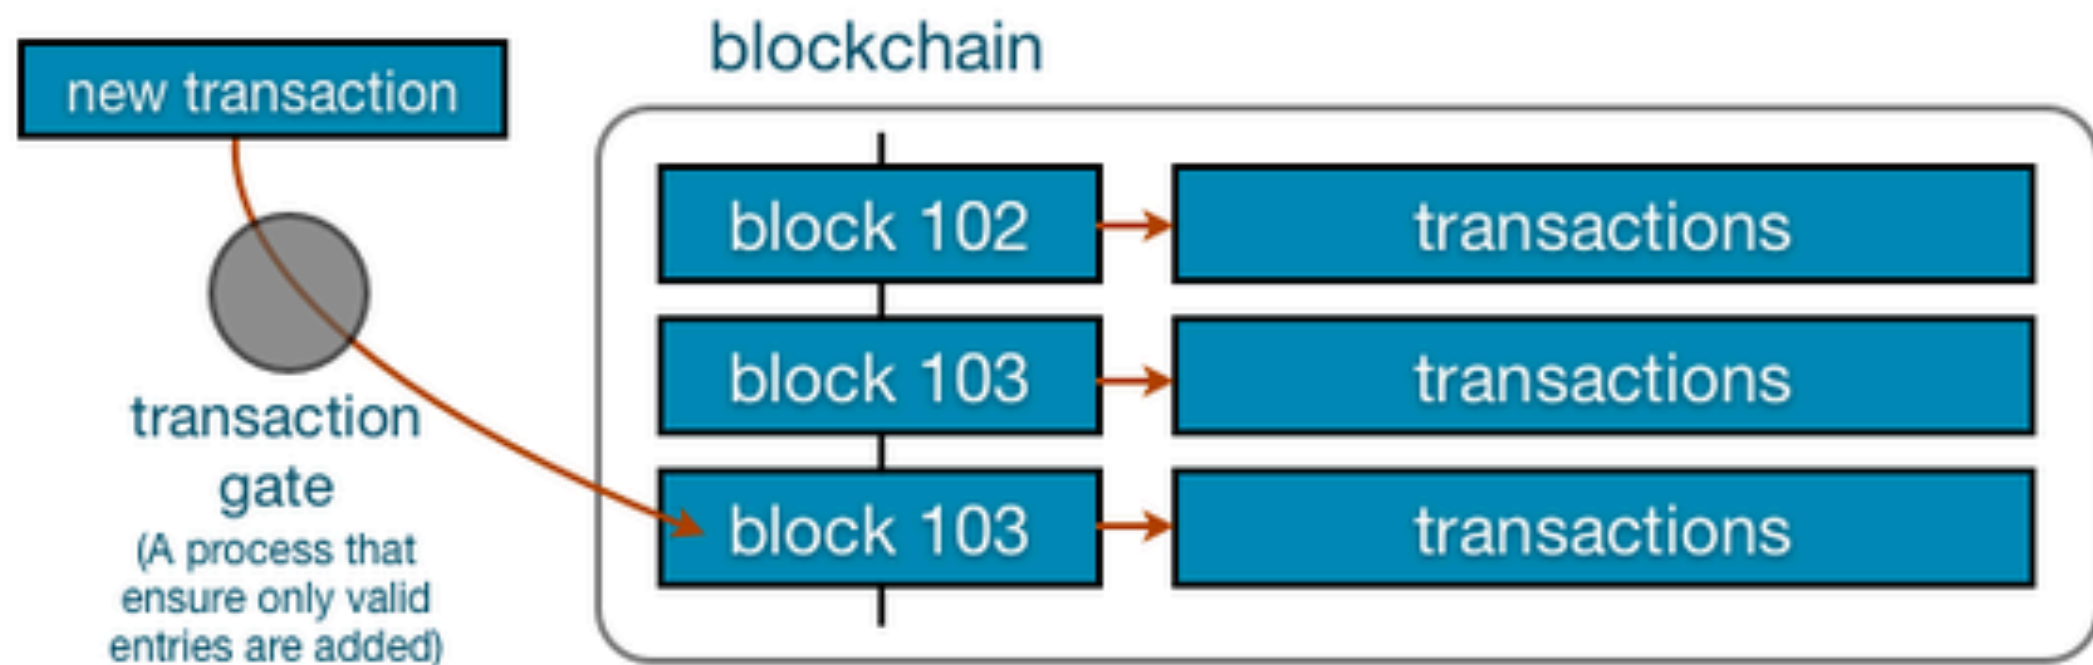 new transaction
transaction
gate
(A process that
ensure only valid
entries are added)
blockchain
block 102
transactions
block 103
transactions
block 103
transactions